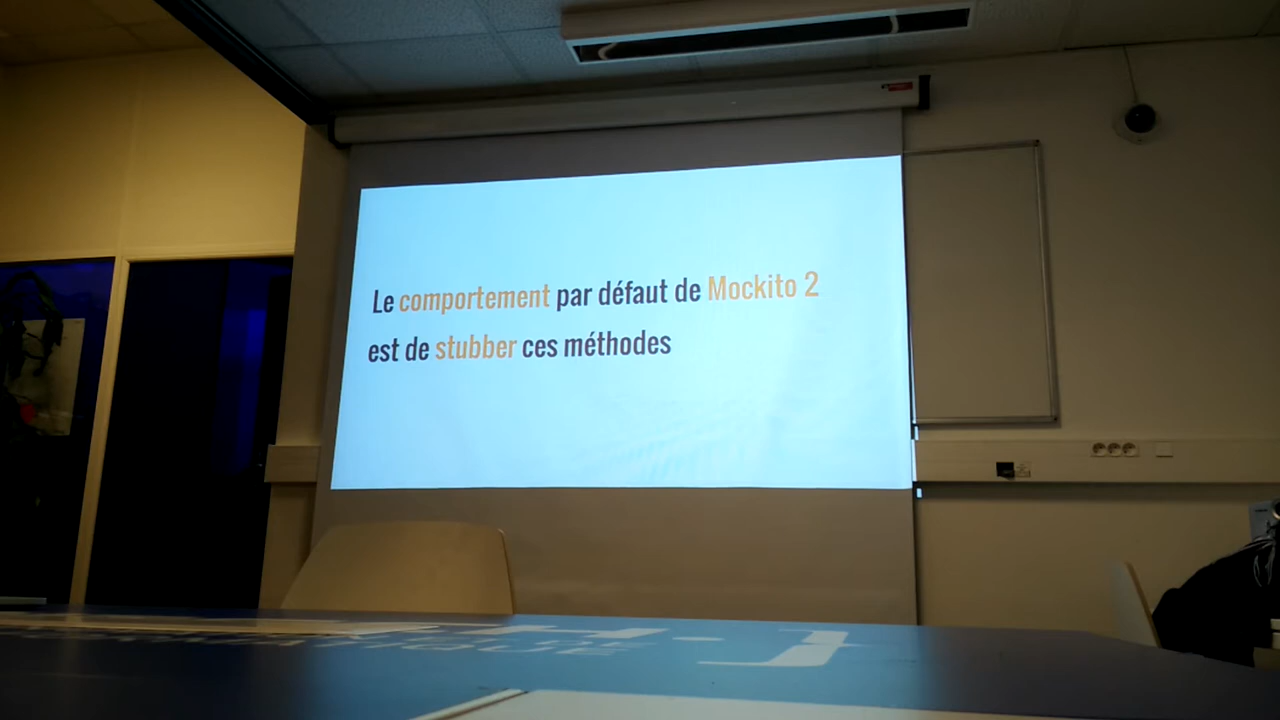 Le comportement par défaut de Mockito 2
est de stubber ces méthodes